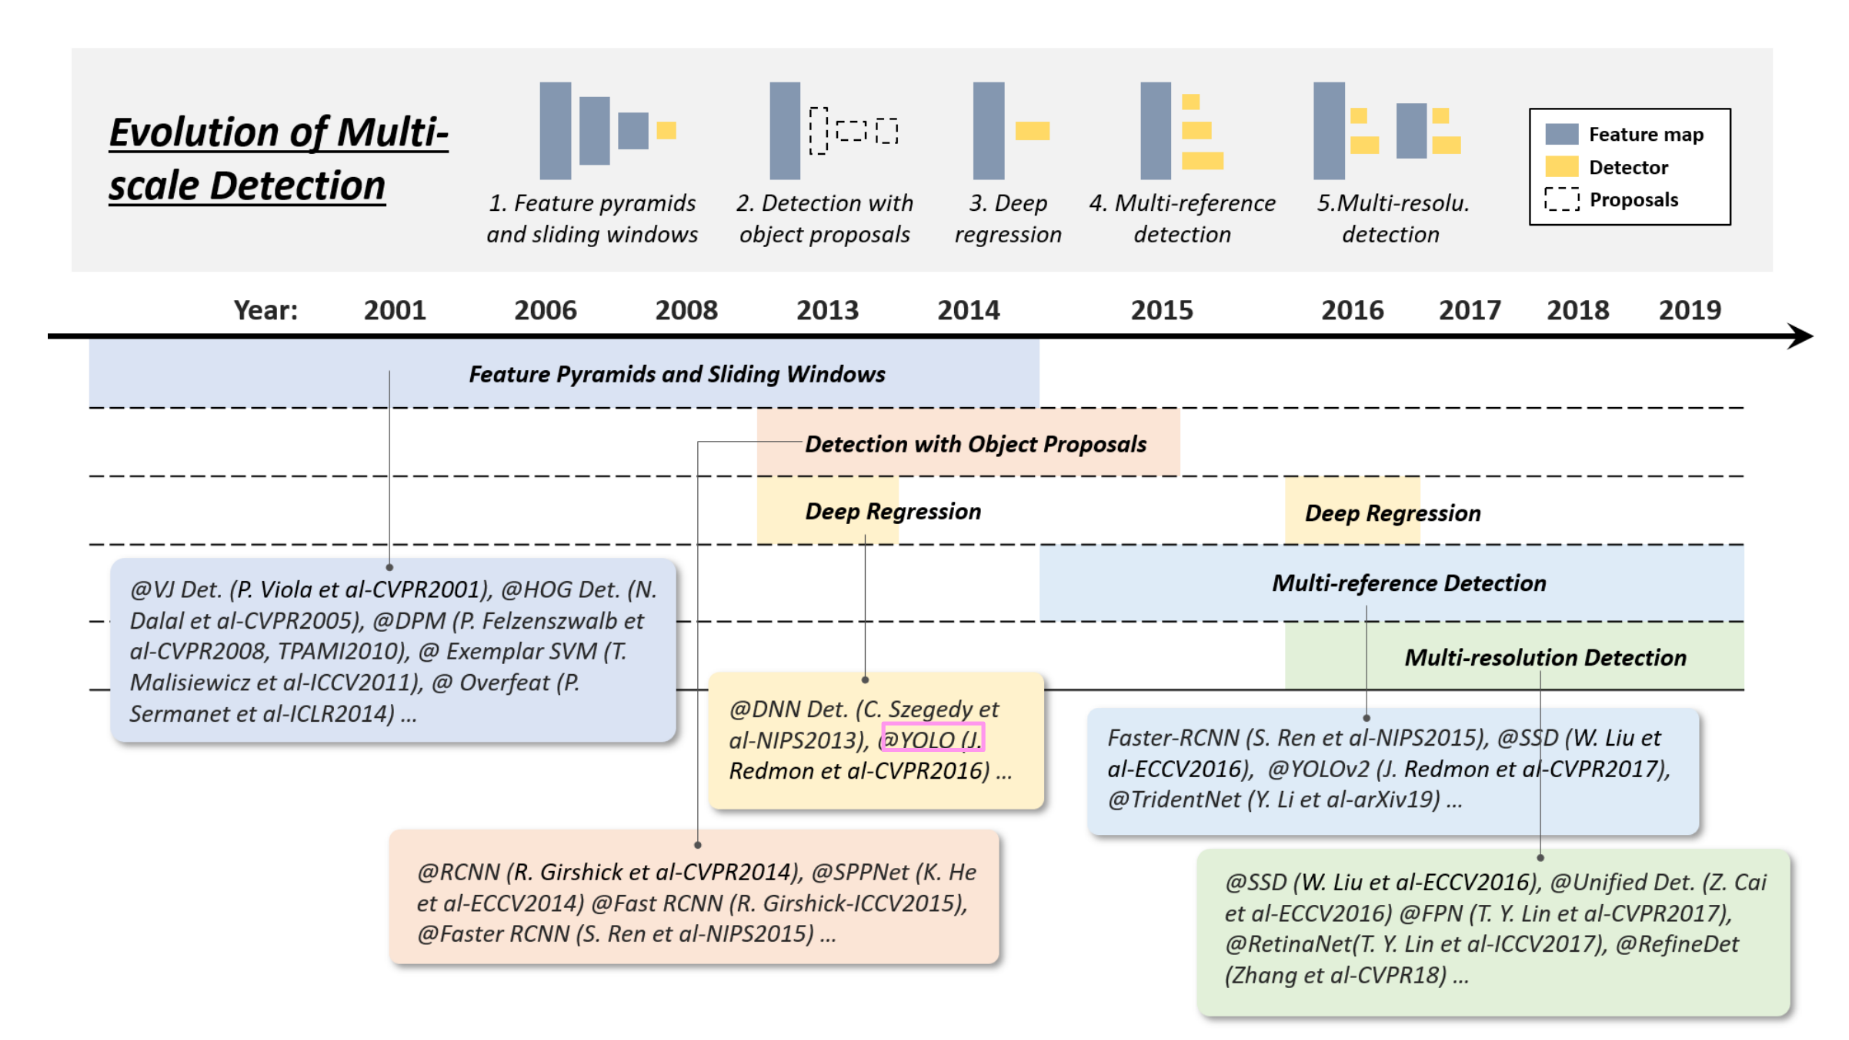 Evolution of Multi-
scale Detection
1. Feature pyramids
and sliding windows
2. Detection with
object proposals
3. Deep
regression
4. Multi-reference
detection
5.Multi-resolu.
detection
Feature map
Detector
Proposals
Year: 2001 2006 2008 2013 2014 2015 2016 2017 2018 2019
Feature Pyramids and Sliding Windows
Detection with Object Proposals
Deep Regression
Deep Regression
Multi-reference Detection
Multi-resolution Detection
@VJ Det. (P. Viola et al-CVPR2001), @HOG Det. (N.
Dalal et al-CVPR2005), @DPM (P. Felzenszwalb et
al-CVPR2008, TPAMI2010), @ Exemplar SVM (T.
Malisiewicz et al-ICCV2011), @ Overfeat (P.
Sermanet et al-ICLR2014) ...
@DNN Det. (C. Szegedy et
al-NIPS2013), @YOLO (J.
Redmon et al-CVPR2016) ...
Faster-RCNN (S. Ren et al-NIPS2015), @SSD (W. Liu et
al-ECCV2016), @YOLOv2 (J. Redmon et al-CVPR2017),
@TridentNet (Y. Li et al-arXiv19) ...
@RCNN (R. Girshick et al-CVPR2014), @SPPNet (K. He
et al-ECCV2014) @Fast RCNN (R. Girshick-ICCV2015),
@Faster RCNN (S. Ren et al-NIPS2015) ...
@SSD (W. Liu et al-ECCV2016), @Unified Det. (Z. Cai
et al-ECCV2016) @FPN (T. Y. Lin et al-CVPR2017),
@RetinaNet(T. Y. Lin et al-ICCV2017), @RefineDet
(Zhang et al-CVPR18) ...